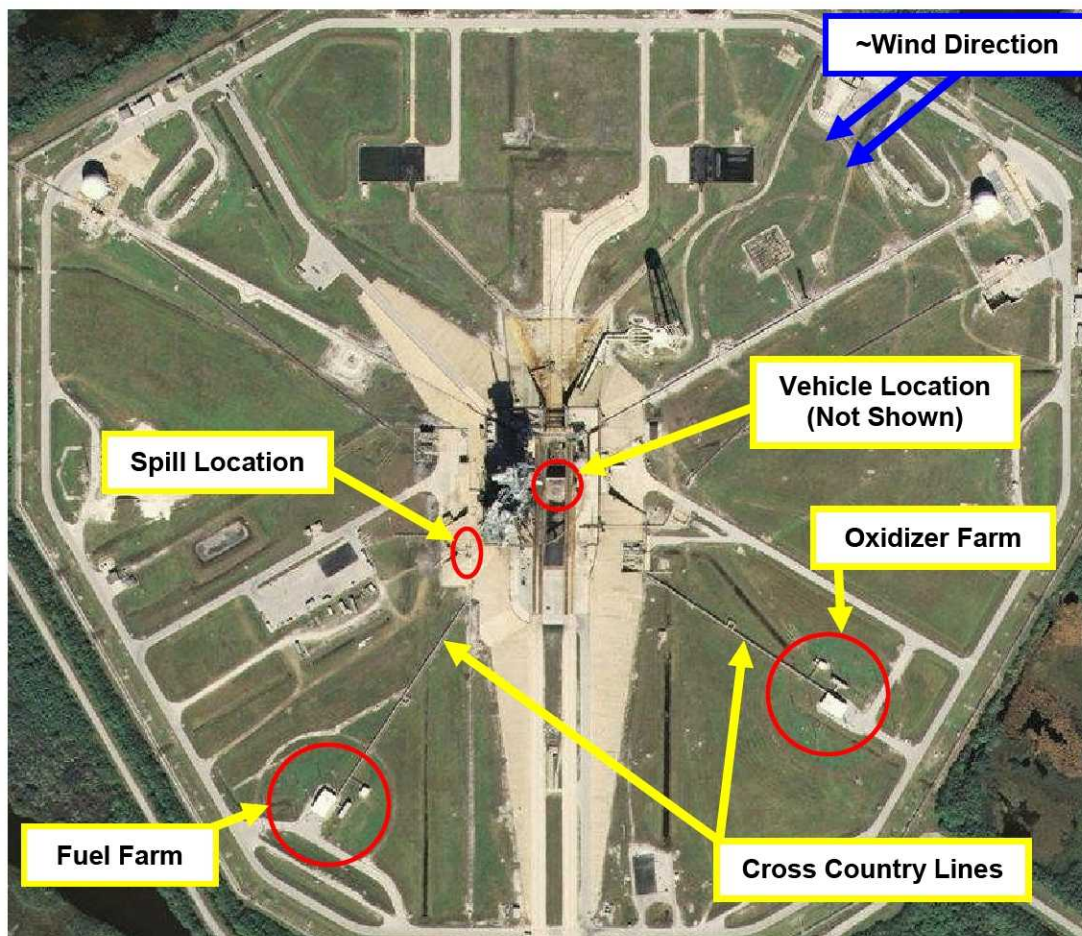 ~Wind Direction
Vehicle Location
(Not Shown)
Spill Location
Oxidizer Farm
Fuel Farm
Cross Country Lines